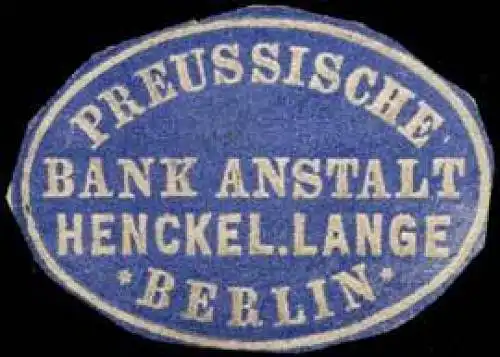 PREUSSISCHE
BANK ANSTALT
HENCKEL.LANGE
*BERLIN*